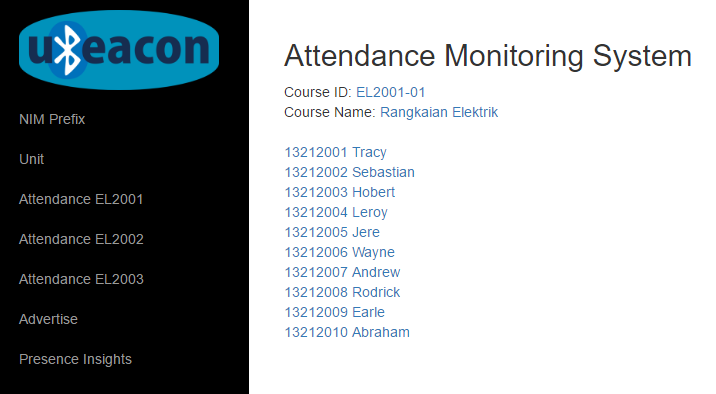 uBeacon
NIM Prefix
Unit
Attendance EL2001
Attendance EL2002
Attendance EL2003
Advertise
Presence Insights
Attendance Monitoring System
Course ID: EL2001-01
Course Name: Rangkaian Elektrik
13212001 Tracy
13212002 Sebastian
13212003 Hobert
13212004 Leroy
13212005 Jere
13212006 Wayne
13212007 Andrew
13212008 Rodrick
13212009 Earle
13212010 Abraham